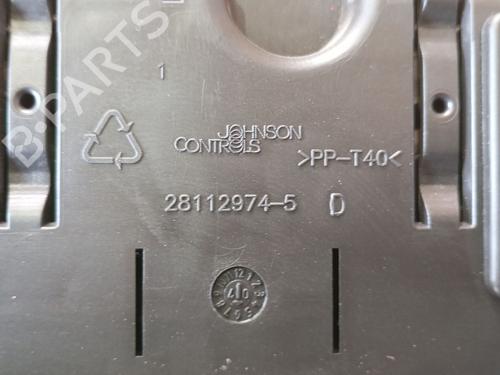 1
JOHNSON
CONTROLS
>PP-T40<
28112974-5 D
B-PARTS